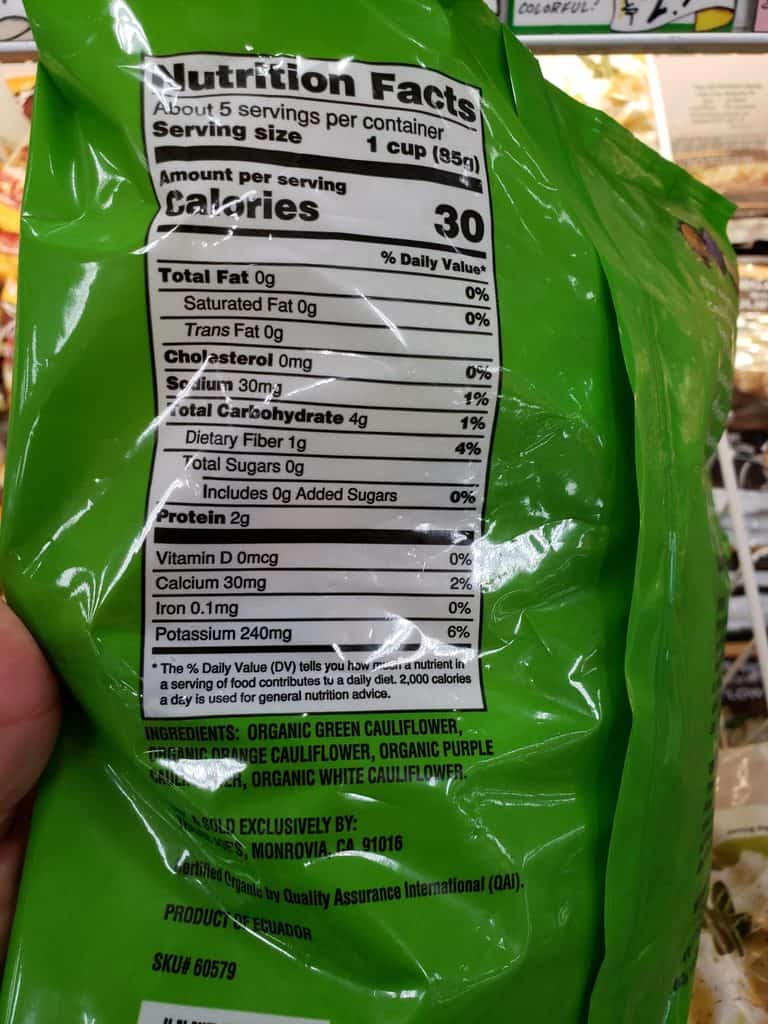 COLORFUL!
Nutrition Facts
About 5 servings per container
Serving size 1 cup (85g)
Amount per serving
Calories 30
% Daily Value*
Total Fat 0g 0%
Saturated Fat 0g 0%
Trans Fat 0g
Cholesterol 0mg 0%
Sodium 30mg 1%
Total Carbohydrate 4g 1%
Dietary Fiber 1g 4%
Total Sugars 0g
Includes 0g Added Sugars 0%
Protein 2g
Vitamin D 0mcg 0%
Calcium 30mg 2%
Iron 0.1mg 0%
Potassium 240mg 6%
* The % Daily Value (DV) tells you how much a nutrient in
a serving of food contributes to a daily diet. 2,000 calories
a day is used for general nutrition advice.
INGREDIENTS: ORGANIC GREEN CAULIFLOWER,
ORGANIC ORANGE CAULIFLOWER, ORGANIC PURPLE
CAULIFLOWER, ORGANIC WHITE CAULIFLOWER.
SOLD EXCLUSIVELY BY:
JOE'S, MONROVIA, CA 91016
Certified Organic by Quality Assurance International (QAI).
PRODUCT OF ECUADOR
SKU# 60579